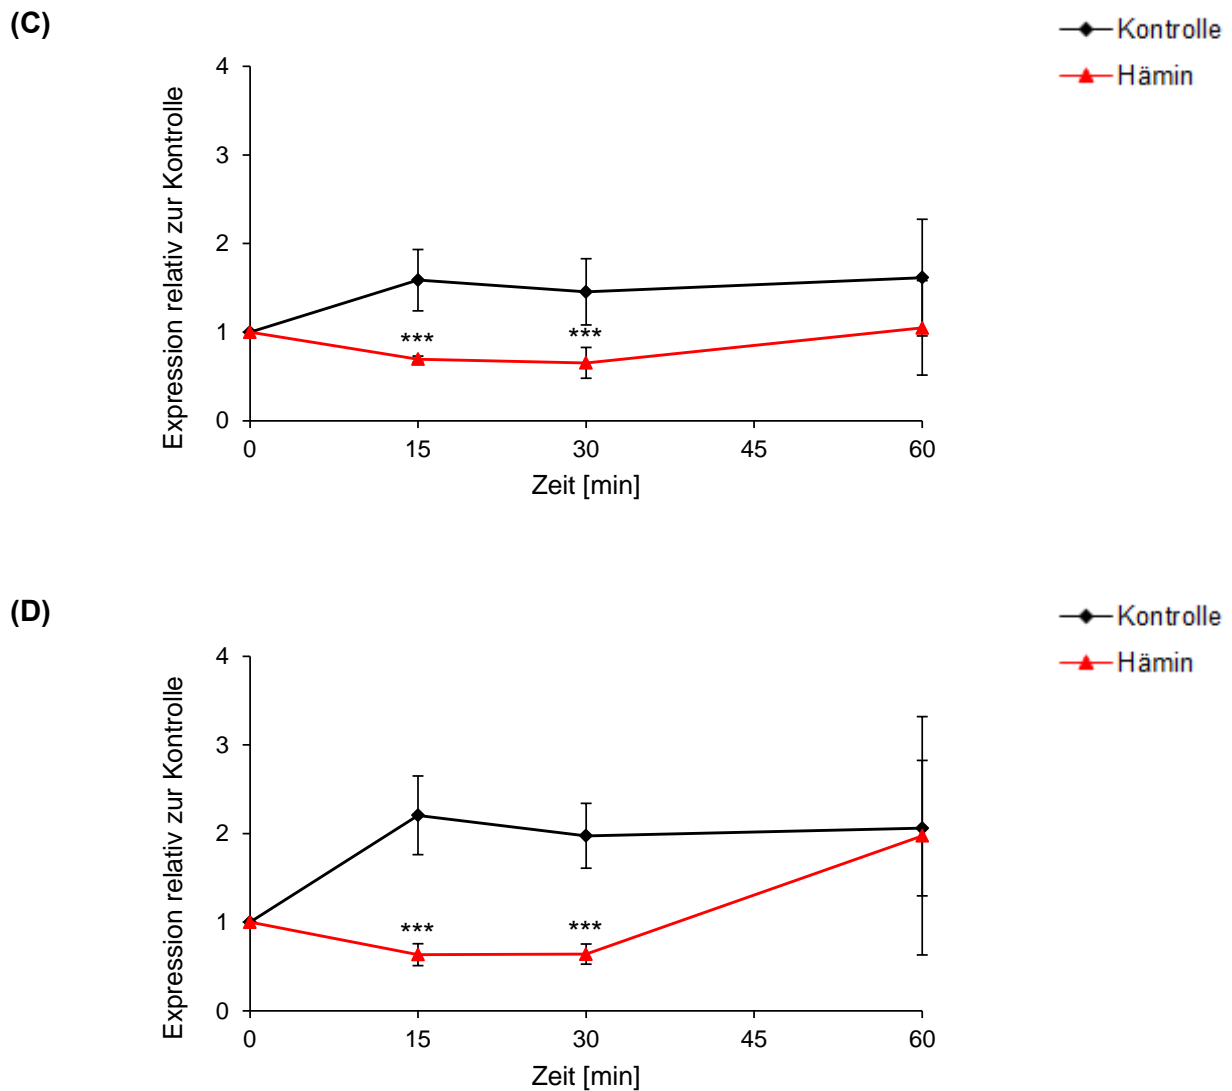 (C)
Kontrolle
Hämin
Expression relativ zur Kontrolle
4
3
2
1
0
***
***
0
15
30
45
60
Zeit [min]
(D)
Kontrolle
Hämin
Expression relativ zur Kontrolle
4
3
2
1
0
***
***
0
15
30
45
60
Zeit [min]